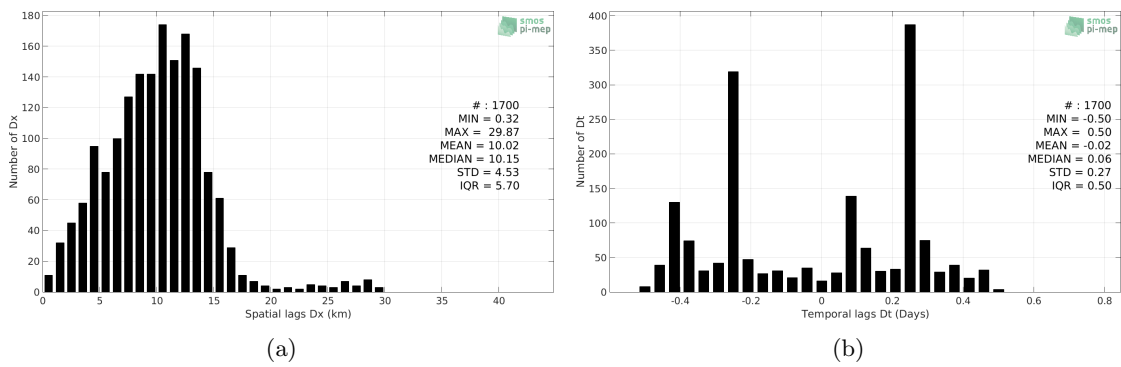 180
160
140
120
100
80
60
40
20
0
Number of Dx
0 5 10 15 20 25 30 35 40
Spatial lags Dx (km)
smos
pi-mep
# : 1700
MIN = 0.32
MAX = 29.87
MEAN = 10.02
MEDIAN = 10.15
STD = 4.53
IQR = 5.70
(a)
400
350
300
250
200
150
100
50
0
Number of Dt
-0.4 -0.2 0 0.2 0.4 0.6 0.8
Temporal lags Dt (Days)
smos
pi-mep
# : 1700
MIN = -0.50
MAX = 0.50
MEAN = -0.02
MEDIAN = 0.06
STD = 0.27
IQR = 0.50
(b)